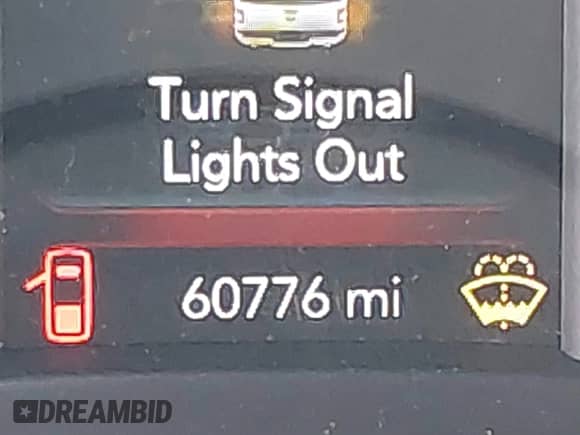 Turn Signal
Lights Out
60776 mi
DREAMBID